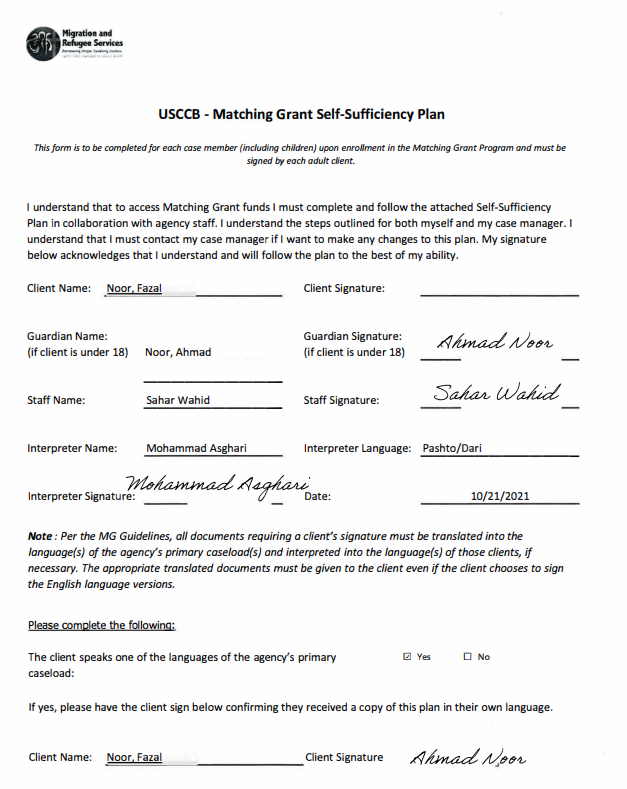 Migration and
Refugee Services
USCCB - Matching Grant Self-Sufficiency Plan
This form is to be completed for each case member (including children) upon enrollment in the Matching Grant Program and must be
signed by each adult client.
I understand that to access Matching Grant funds I must complete and follow the attached Self-Sufficiency
Plan in collaboration with agency staff. I understand the steps outlined for both myself and my case manager. I
understand that I must contact my case manager if I want to make any changes to this plan. My signature
below acknowledges that I understand and will follow the plan to the best of my ability.
Client Name: Noor, Fazal Client Signature:
Guardian Name: Guardian Signature: Ahmad Noor
(if client is under 18) Noor, Ahmad (if client is under 18)
Staff Name: Sahar Wahid Staff Signature: Sahar Wahid
Interpreter Name: Mohammad Asghari Interpreter Language: Pashto/Dari
Interpreter Signature: Mohammad Asghari Date: 10/21/2021
Note : Per the MG Guidelines, all documents requiring a client's signature must be translated into the
language(s) of the agency's primary caseload(s) and interpreted into the language(s) of those clients, if
necessary. The appropriate translated documents must be given to the client even if the client chooses to sign
the English language versions.
Please complete the following:
The client speaks one of the languages of the agency's primary ☑ Yes ☐ No
caseload:
If yes, please have the client sign below confirming they received a copy of this plan in their own language.
Client Name: Noor, Fazal Client Signature Ahmad Noor